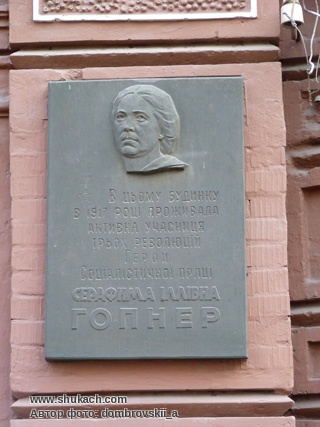 В цьому будинку
в 1917 році проживала
активна учасниця
трьох революцій
Герой
Соціалістичної праці
СЕРАФИМА ІЛЛІВНА
ГОПНЕР
www.shukach.com
Автор фото: dombrovskii_a